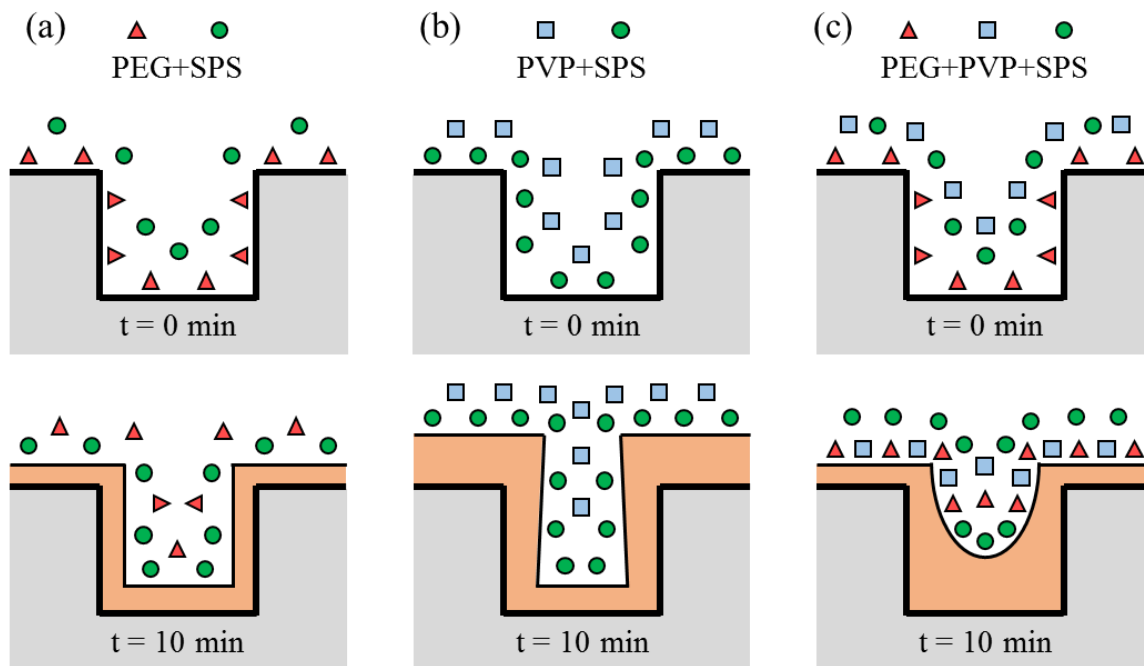 (a)
PEG+SPS
(b)
PVP+SPS
(c)
PEG+PVP+SPS
t = 0 min
t = 0 min
t = 0 min
t = 10 min
t = 10 min
t = 10 min